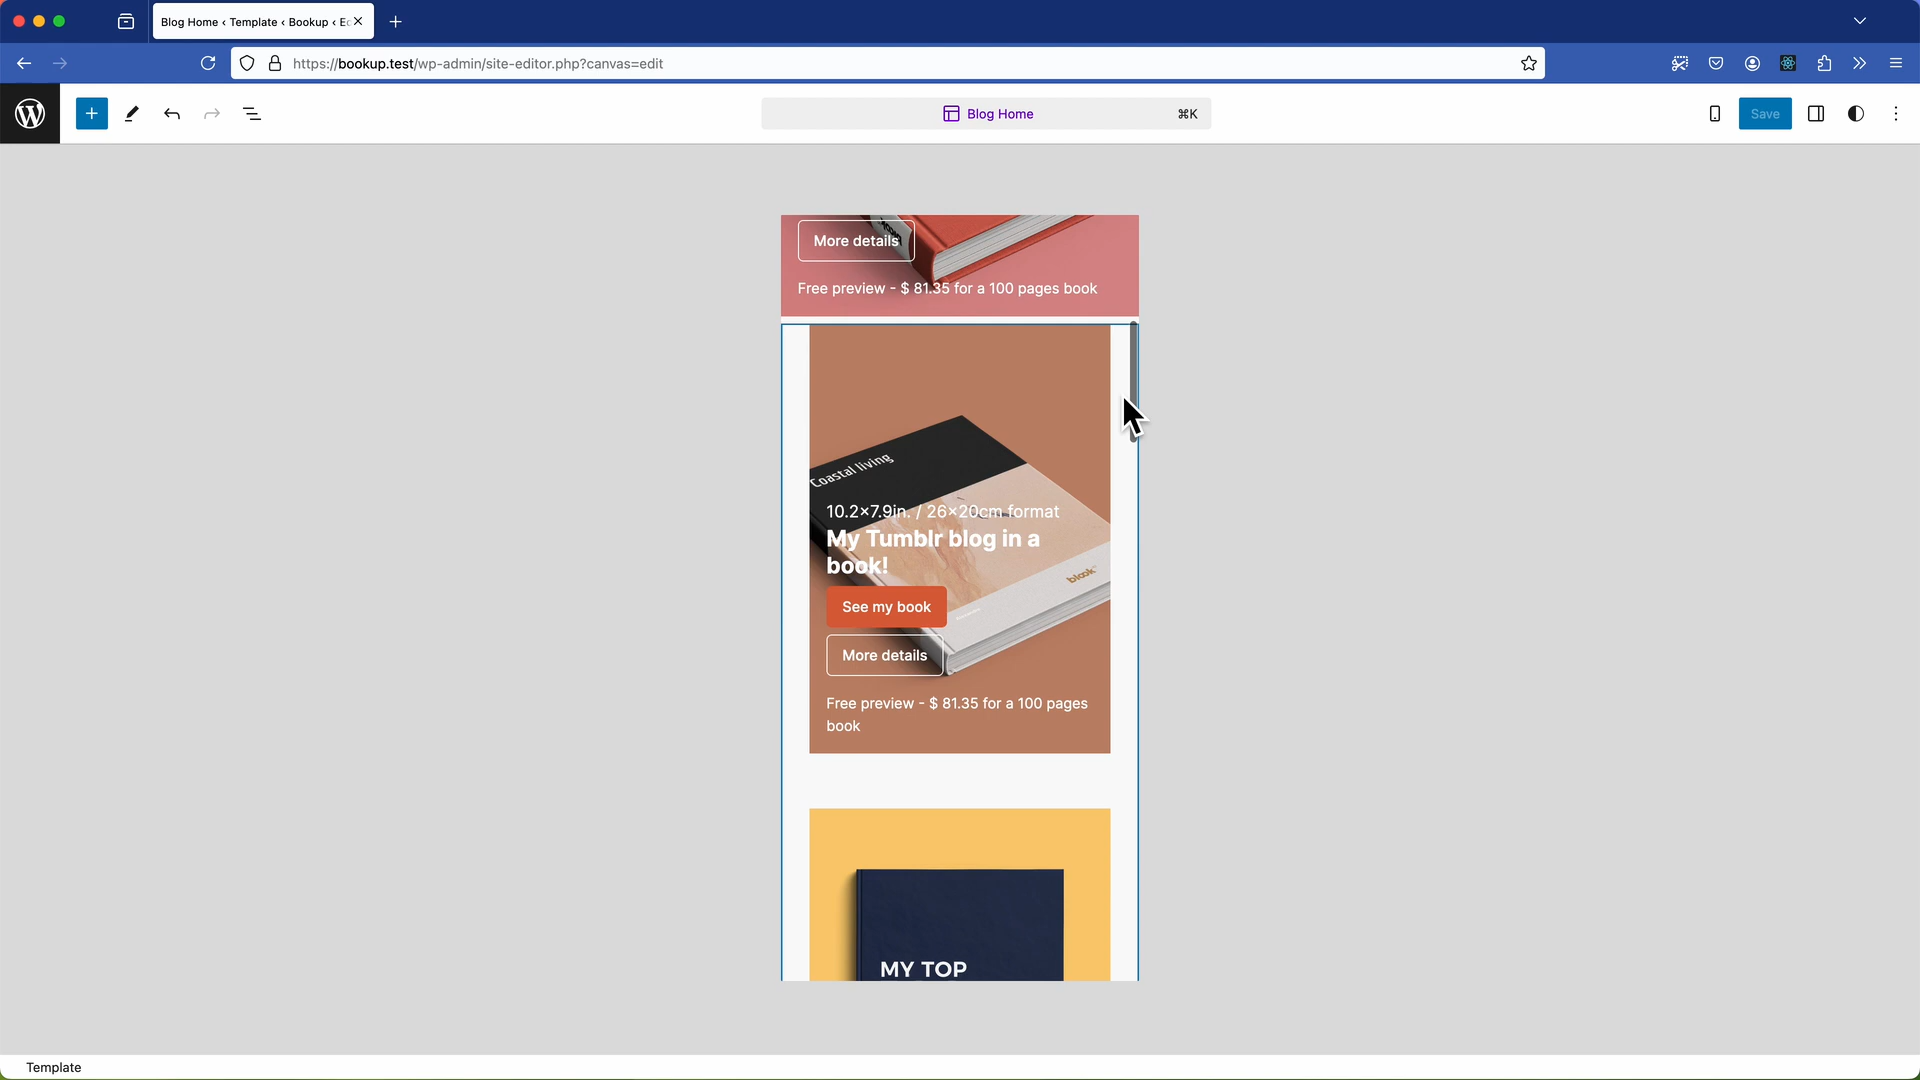 Blog Home ‹ Template ‹ Bookup ‹ Ec
https://bookup.test/wp-admin/site-editor.php?canvas=edit
Blog Home
⌘K
Save
More details
Free preview - $ 81.35 for a 100 pages book
Coastal living
10.2×7.9in. / 26×20cm format
My Tumblr blog in a
book!
blook
See my book
More details
Free preview - $ 81.35 for a 100 pages
book
MY TOP
Template